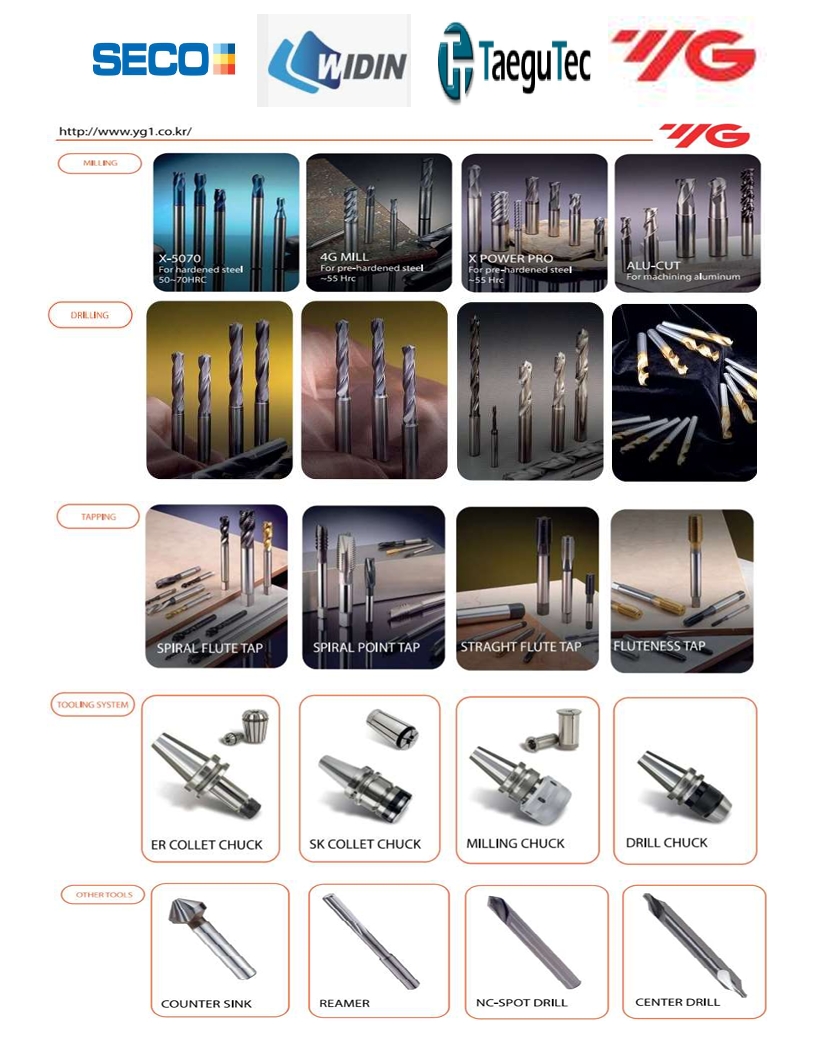 SECO
WIDIN
TaeguTec
YG
http://www.yg1.co.kr/
YG
MILLING
X-5070
For hardened steel
50~70HRC
4G MILL
For pre-hardened steel
~55 Hrc
X POWER PRO
For pre-hardened steel
~55 Hrc
ALU-CUT
For machining aluminum
DRILLING
TAPPING
SPIRAL FLUTE TAP
SPIRAL POINT TAP
STRAGHT FLUTE TAP
FLUTENESS TAP
TOOLING SYSTEM
ER COLLET CHUCK
SK COLLET CHUCK
MILLING CHUCK
DRILL CHUCK
OTHER TOOLS
COUNTER SINK
REAMER
NC-SPOT DRILL
CENTER DRILL